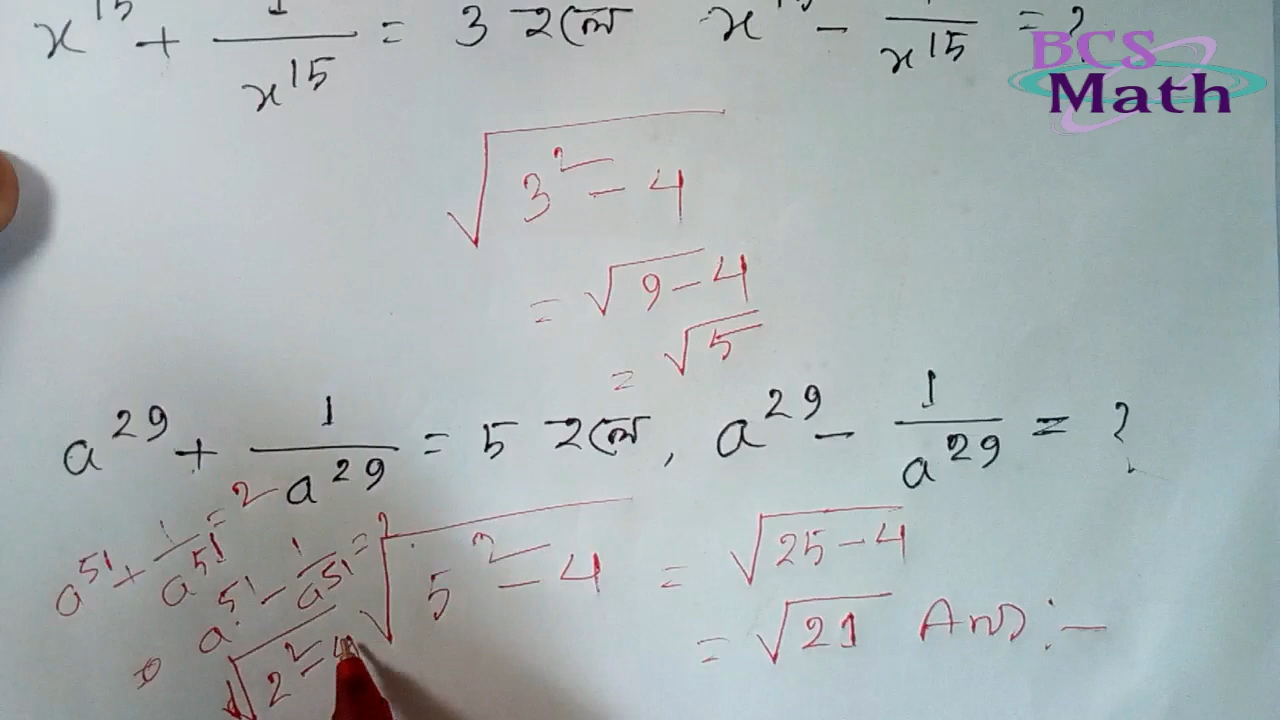 x¹⁵ + 1/x¹⁵ = 3 হলে x¹⁵ - 1/x¹⁵ = ?
BCS
Math
√(3² - 4)
= √(9 - 4)
= √5
a²⁹ + 1/a²⁹ = 5 হলে, a²⁹ - 1/a²⁹ = ?
√(5² - 4) = √(25 - 4)
= √21 Ans:-
a⁵¹ + 1/a⁵¹ = 2
a⁵¹ - 1/a⁵¹ = ?
√(2² - 4